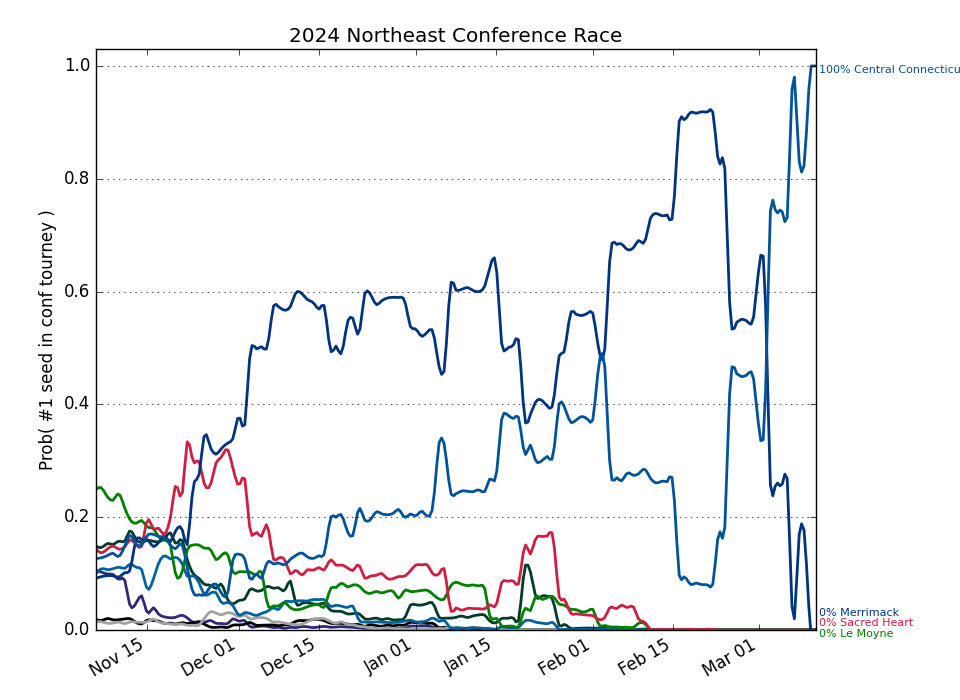 2024 Northeast Conference Race
Prob( #1 seed in conf tourney )
1.0
0.8
0.6
0.4
0.2
0.0
100% Central Connecticu
0% Merrimack
0% Sacred Heart
0% Le Moyne
Nov 15
Dec 01
Dec 15
Jan 01
Jan 15
Feb 01
Feb 15
Mar 01